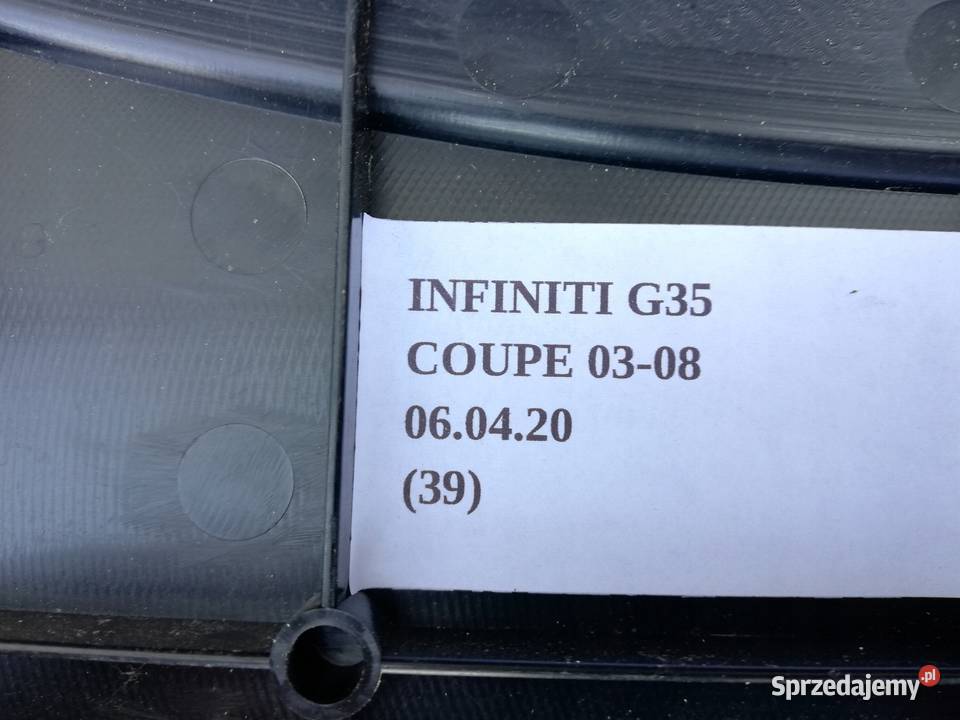 INFINITI G35
COUPE 03-08
06.04.20
(39)
Sprzedajemy.pl